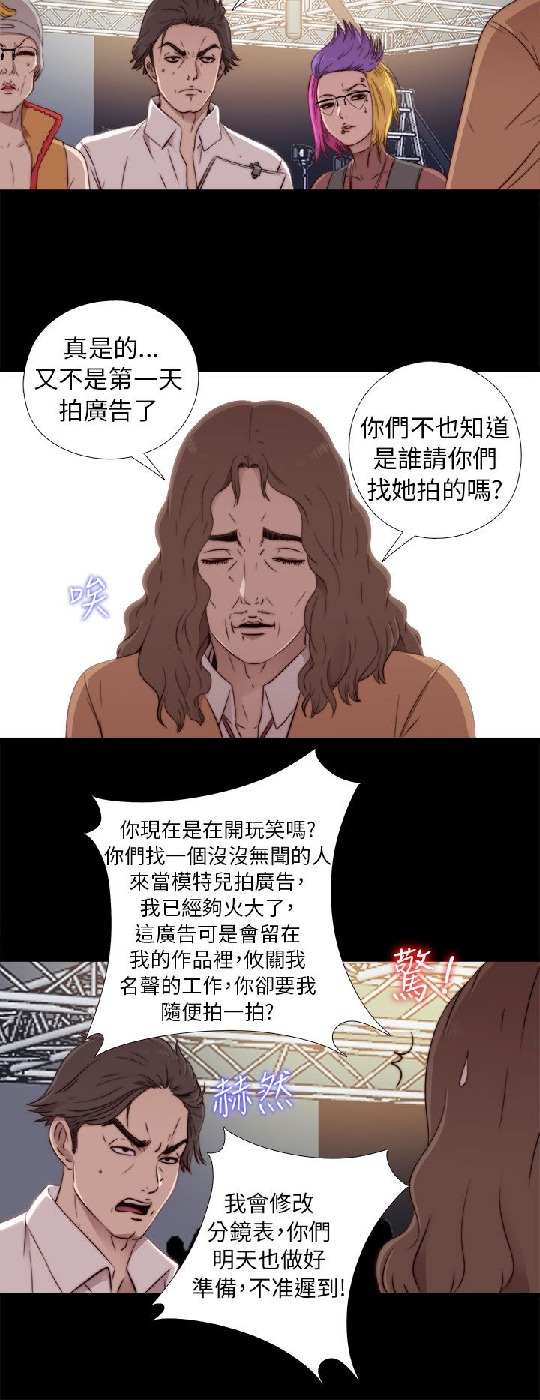 真是的…
又不是第一天
拍廣告了
你們不也知道
是誰請你們
找她拍的嗎?
唉
你現在是在開玩笑嗎?
你們找一個沒沒無聞的人
來當模特兒拍廣告,
我已經夠火大了,
這廣告可是會留在
我的作品裡,攸關我
名聲的工作,你卻要我
隨便拍一拍?
驚!
赫然
我會修改
分鏡表,你們
明天也做好
準備,不准遲到!